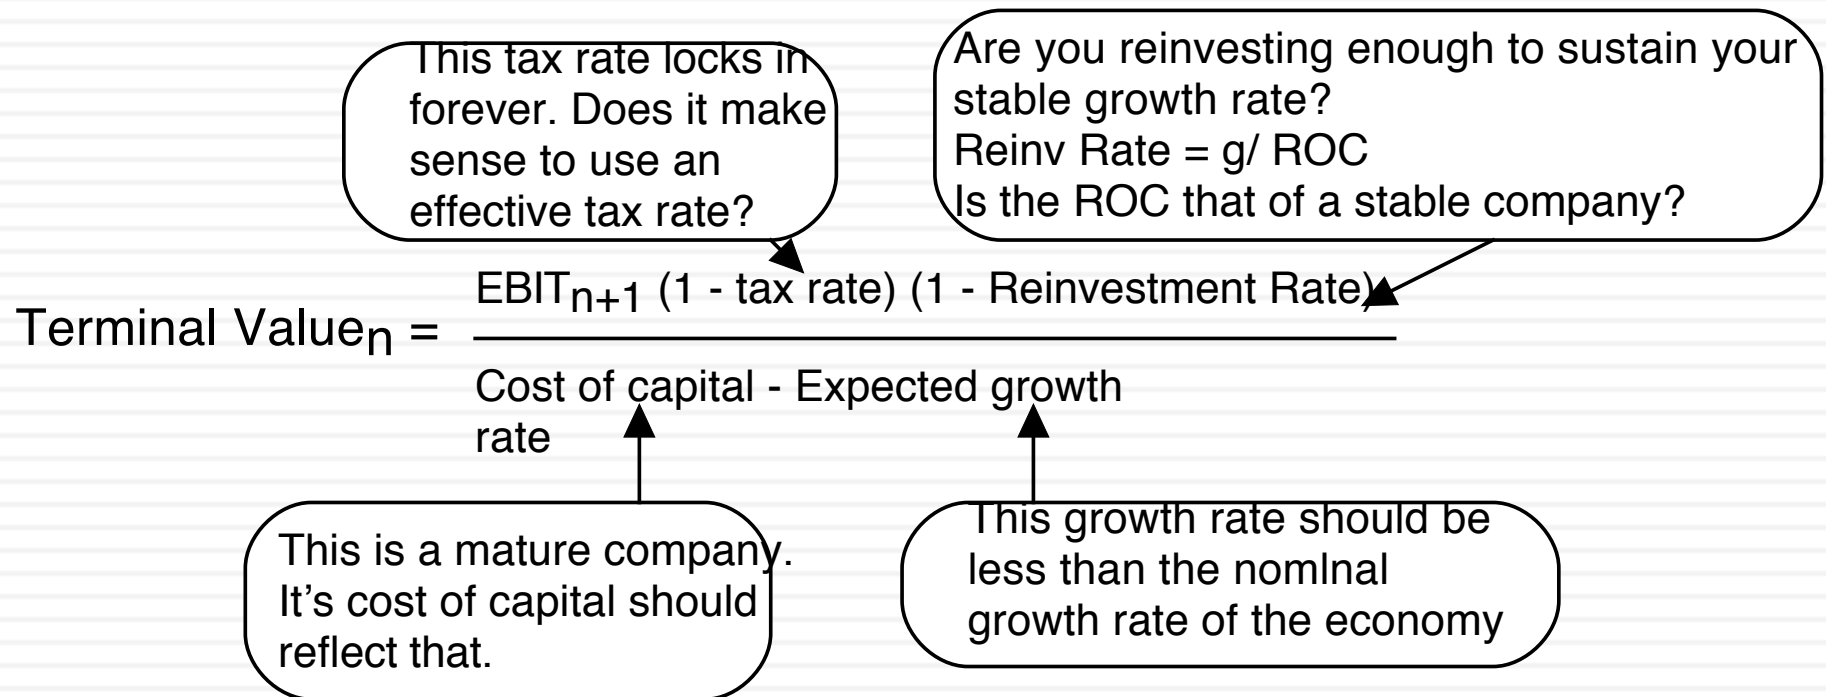 This tax rate locks in
forever. Does it make
sense to use an
effective tax rate?
Are you reinvesting enough to sustain your
stable growth rate?
Reinv Rate = g/ ROC
Is the ROC that of a stable company?
Terminal Valuen =
EBITn+1 (1 - tax rate) (1 - Reinvestment Rate)
Cost of capital - Expected growth
rate
This is a mature company.
It’s cost of capital should
reflect that.
This growth rate should be
less than the nomInal
growth rate of the economy